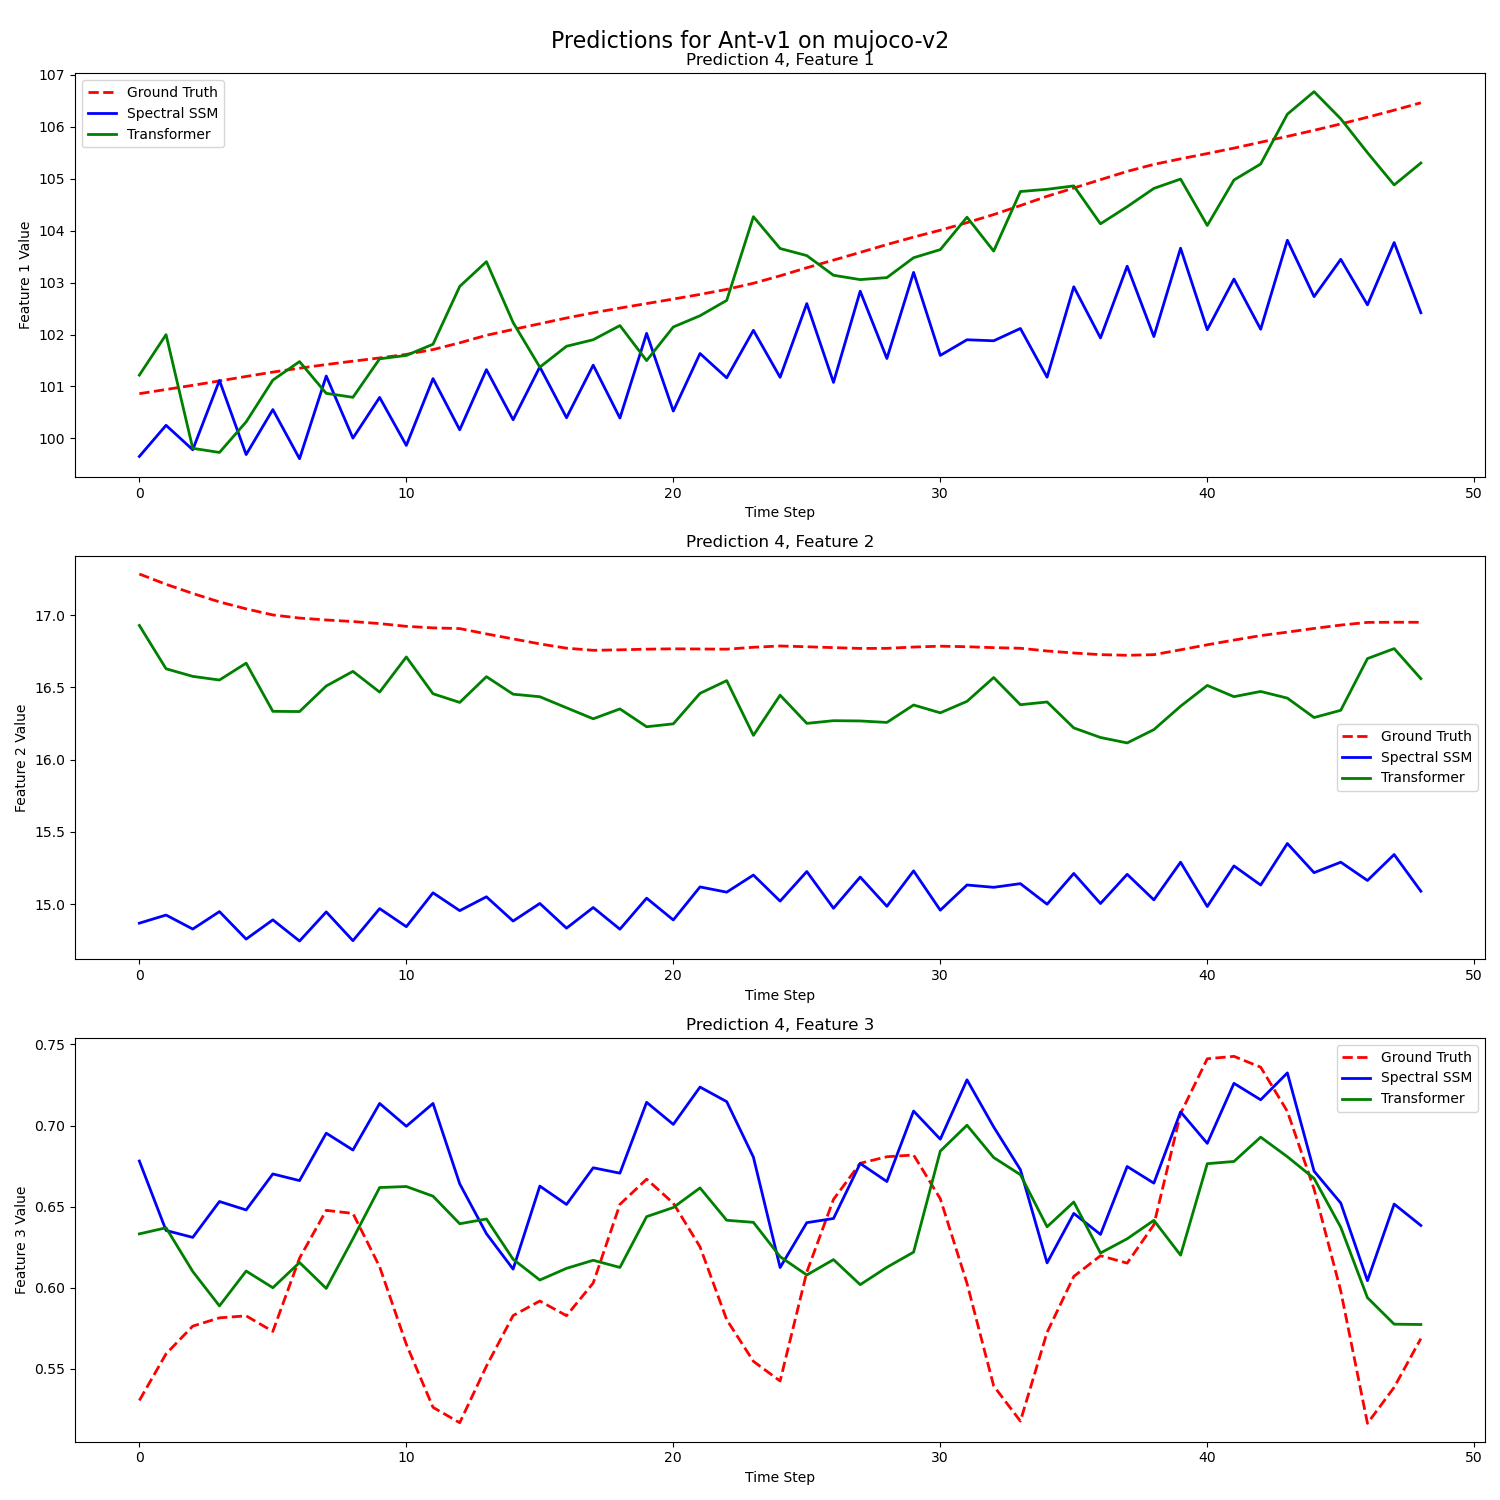 Predictions for Ant-v1 on mujoco-v2
Prediction 4, Feature 1
107
106
105
104
103
102
101
100
Feature 1 Value
Ground Truth
Spectral SSM
Transformer
0 10 20 30 40 50
Time Step
Prediction 4, Feature 2
17.0
16.5
16.0
15.5
15.0
Feature 2 Value
Ground Truth
Spectral SSM
Transformer
0 10 20 30 40 50
Time Step
Prediction 4, Feature 3
0.75
0.70
0.65
0.60
0.55
Feature 3 Value
Ground Truth
Spectral SSM
Transformer
0 10 20 30 40 50
Time Step